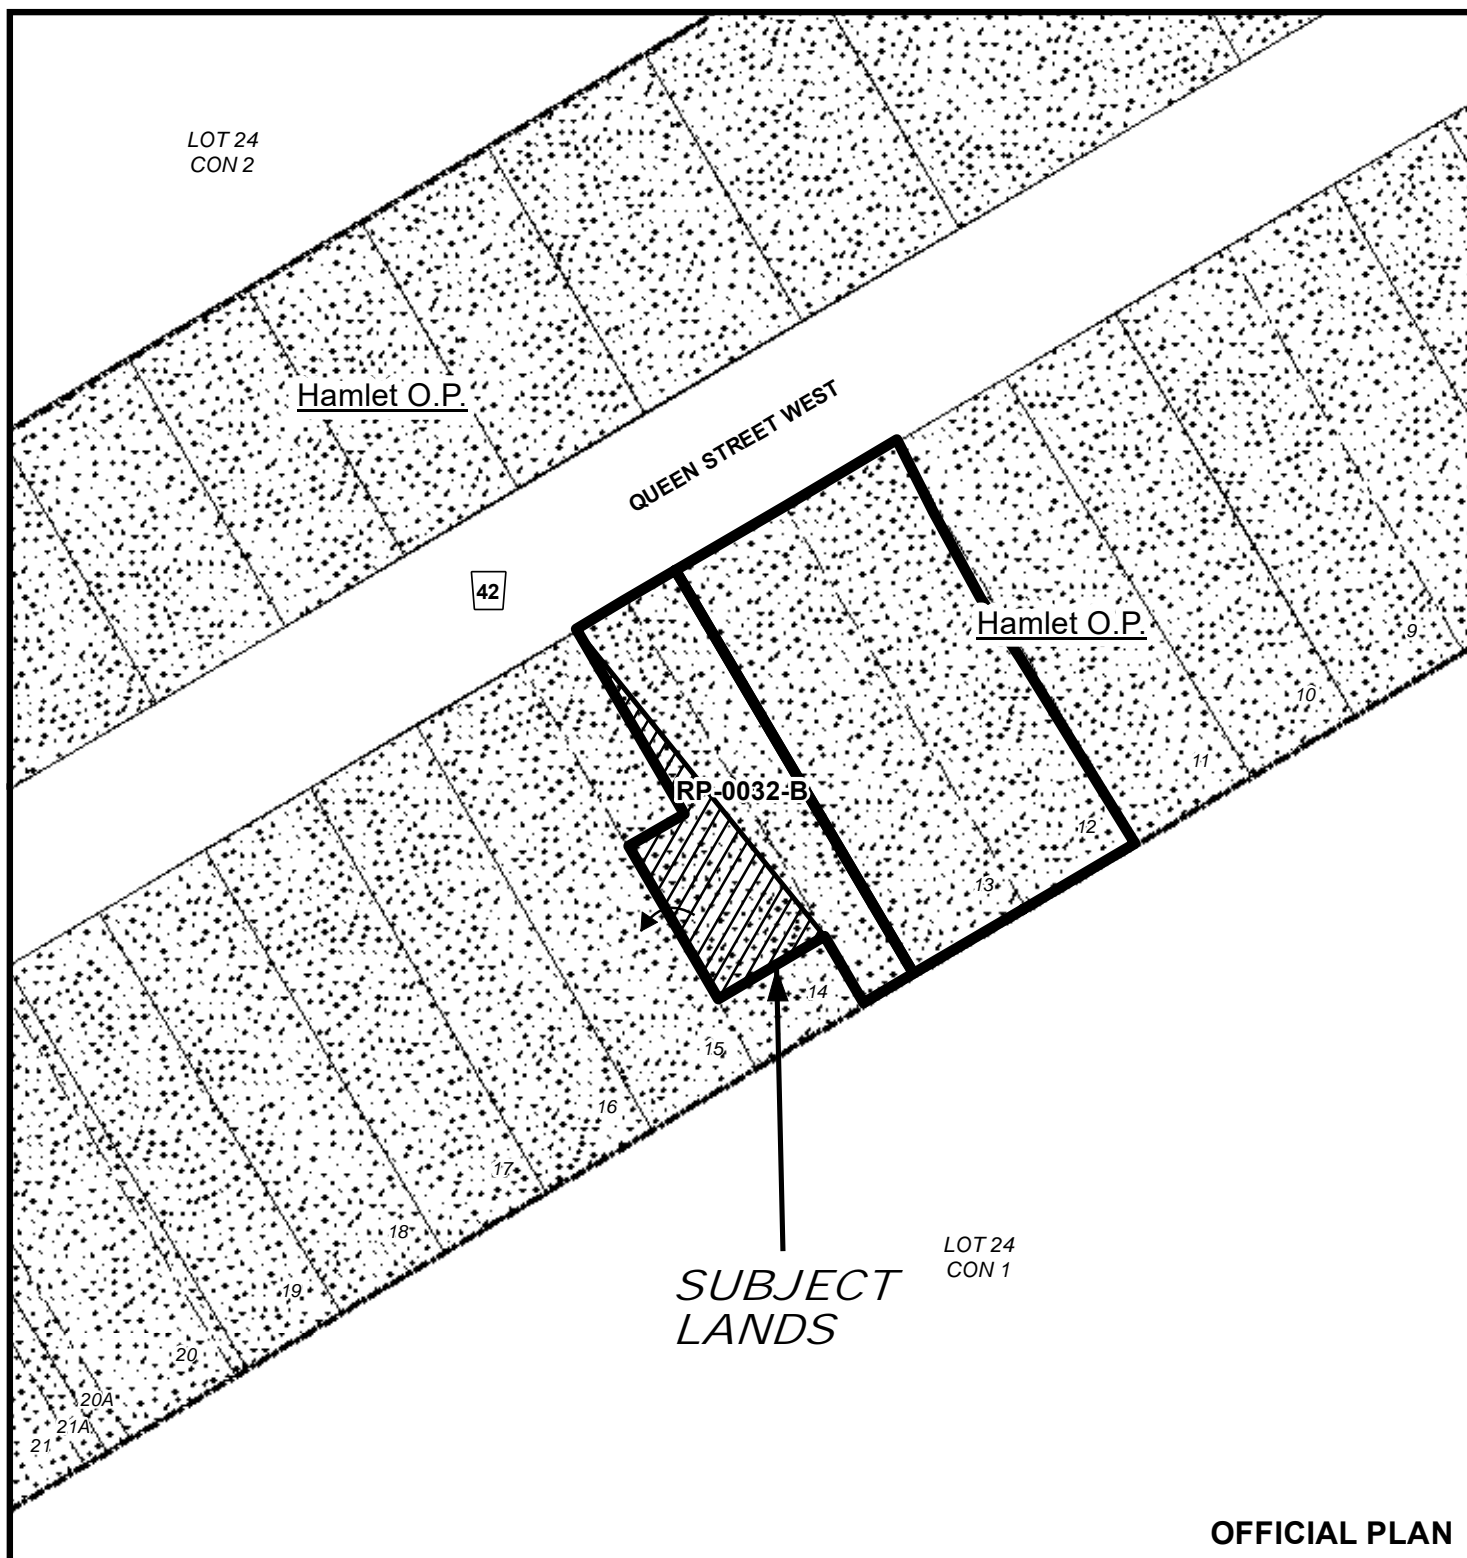 LOT 24
CON 2
Hamlet O.P.
QUEEN STREET WEST
42
Hamlet O.P.
9
10
11
RP-0032-B
12
13
14
15
16
17
18
19
20
20A
21A
21
SUBJECT
LANDS
LOT 24
CON 1
OFFICIAL PLAN